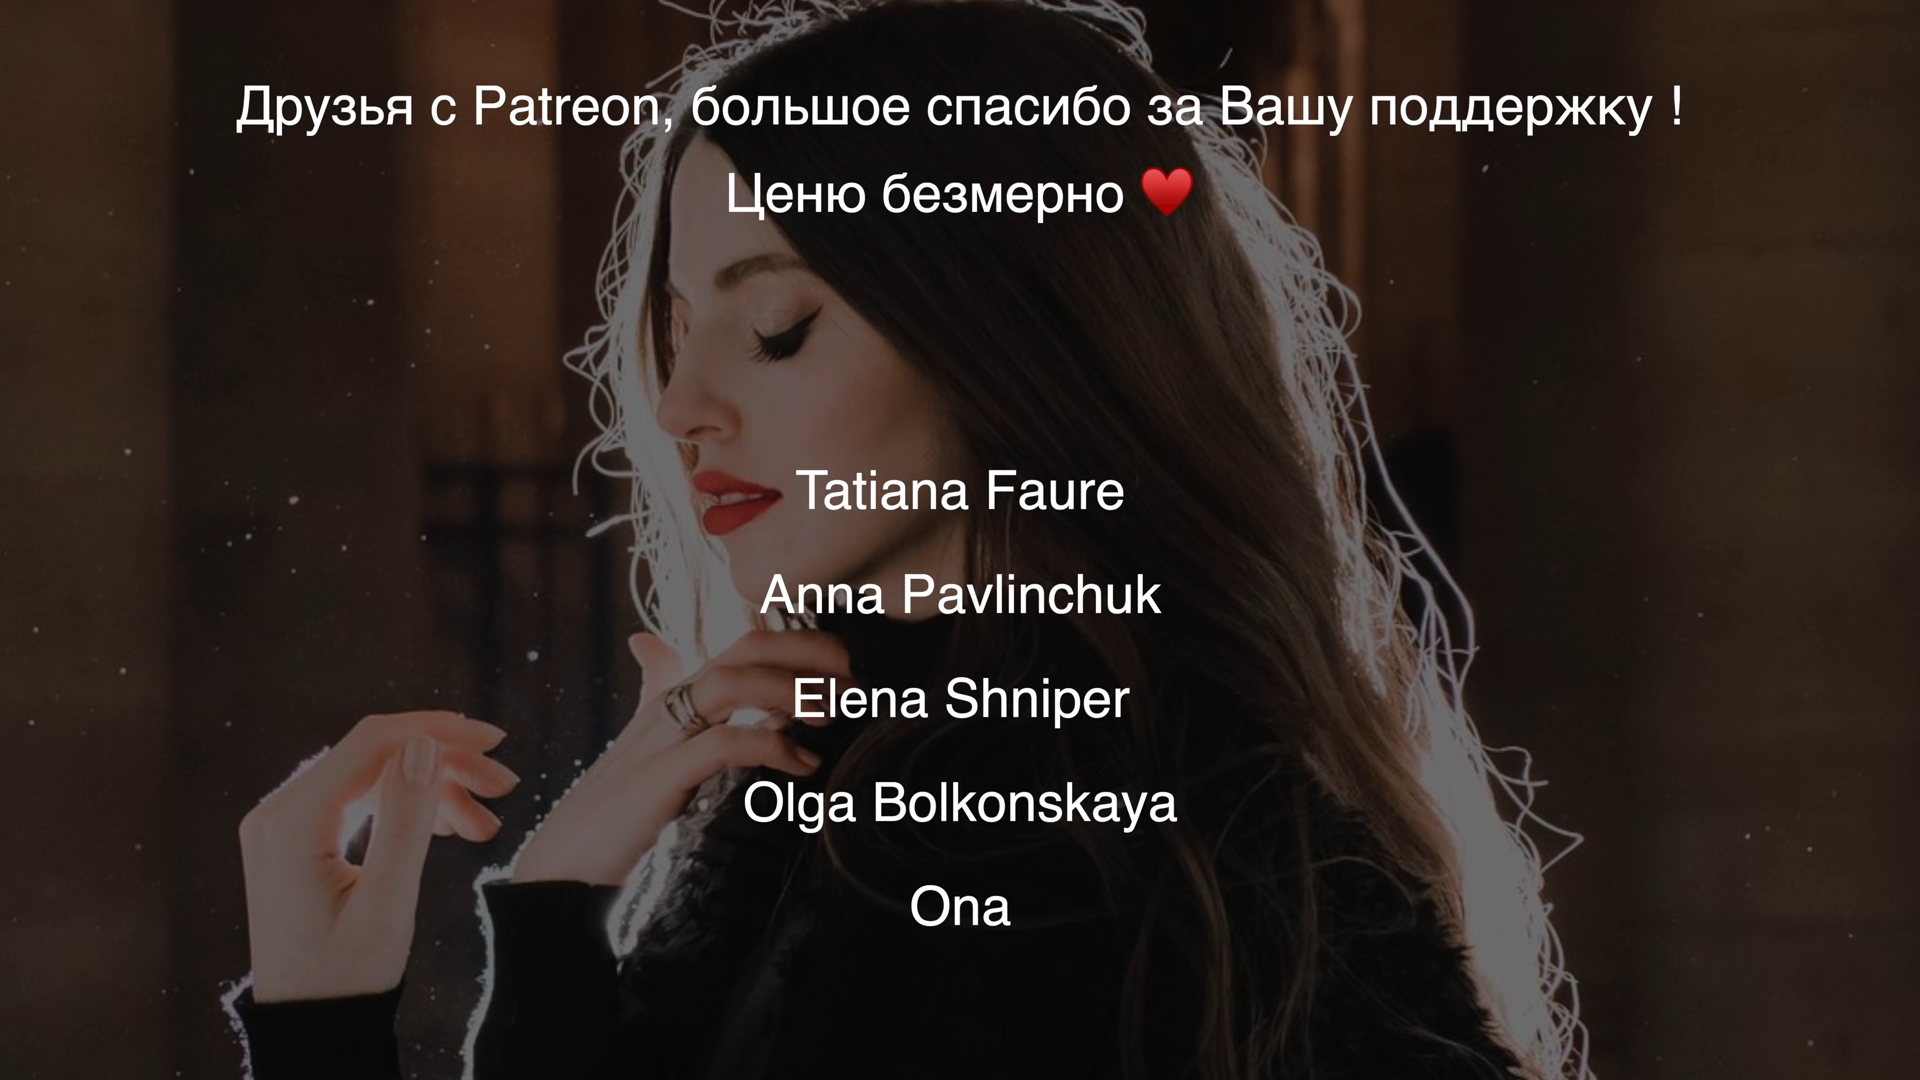 Друзья с Patreon, большое спасибо за Вашу поддержку !
Ценю безмерно ♥️
Tatiana Faure
Anna Pavlinchuk
Elena Shniper
Olga Bolkonskaya
Ona